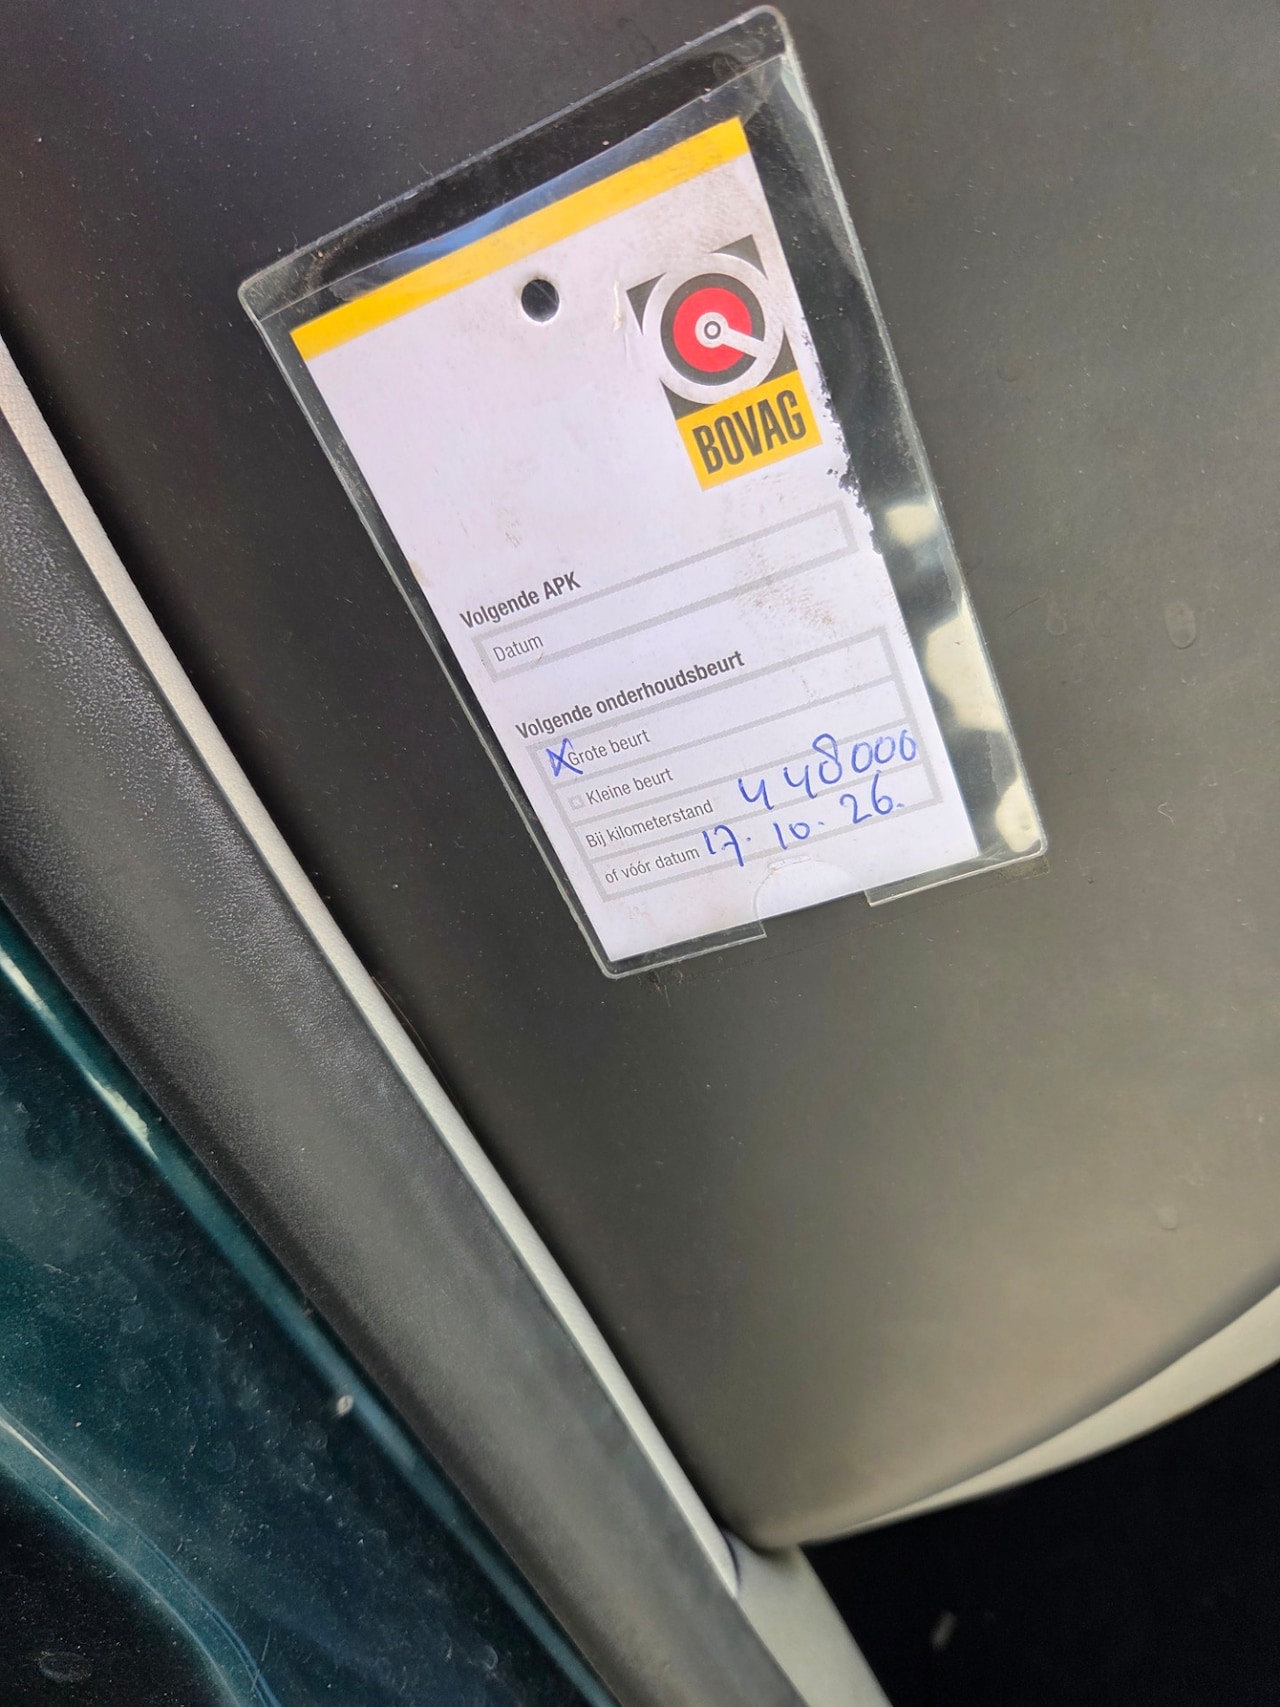 BOVAG
Volgende APK
Datum
Volgende onderhoudsbeurt
Grote beurt
Kleine beurt
Bij kilometerstand 448000
of vóór datum 17.10.26.